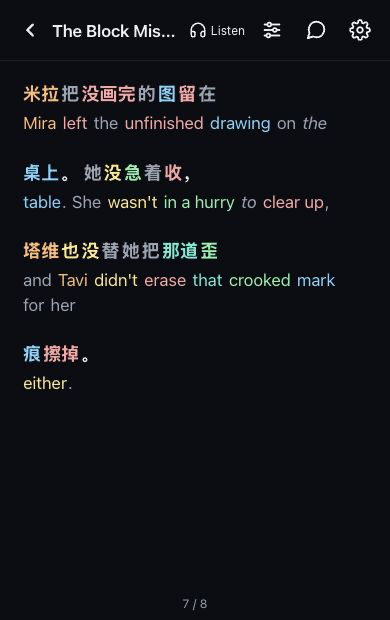 The Block Mis...
Listen
米拉把没画完的图留在
Mira left the unfinished drawing on the
桌上。她没急着收，
table. She wasn't in a hurry to clear up,
塔维也没替她把那道歪
and Tavi didn't erase that crooked mark
for her
痕擦掉。
either.
7 / 8